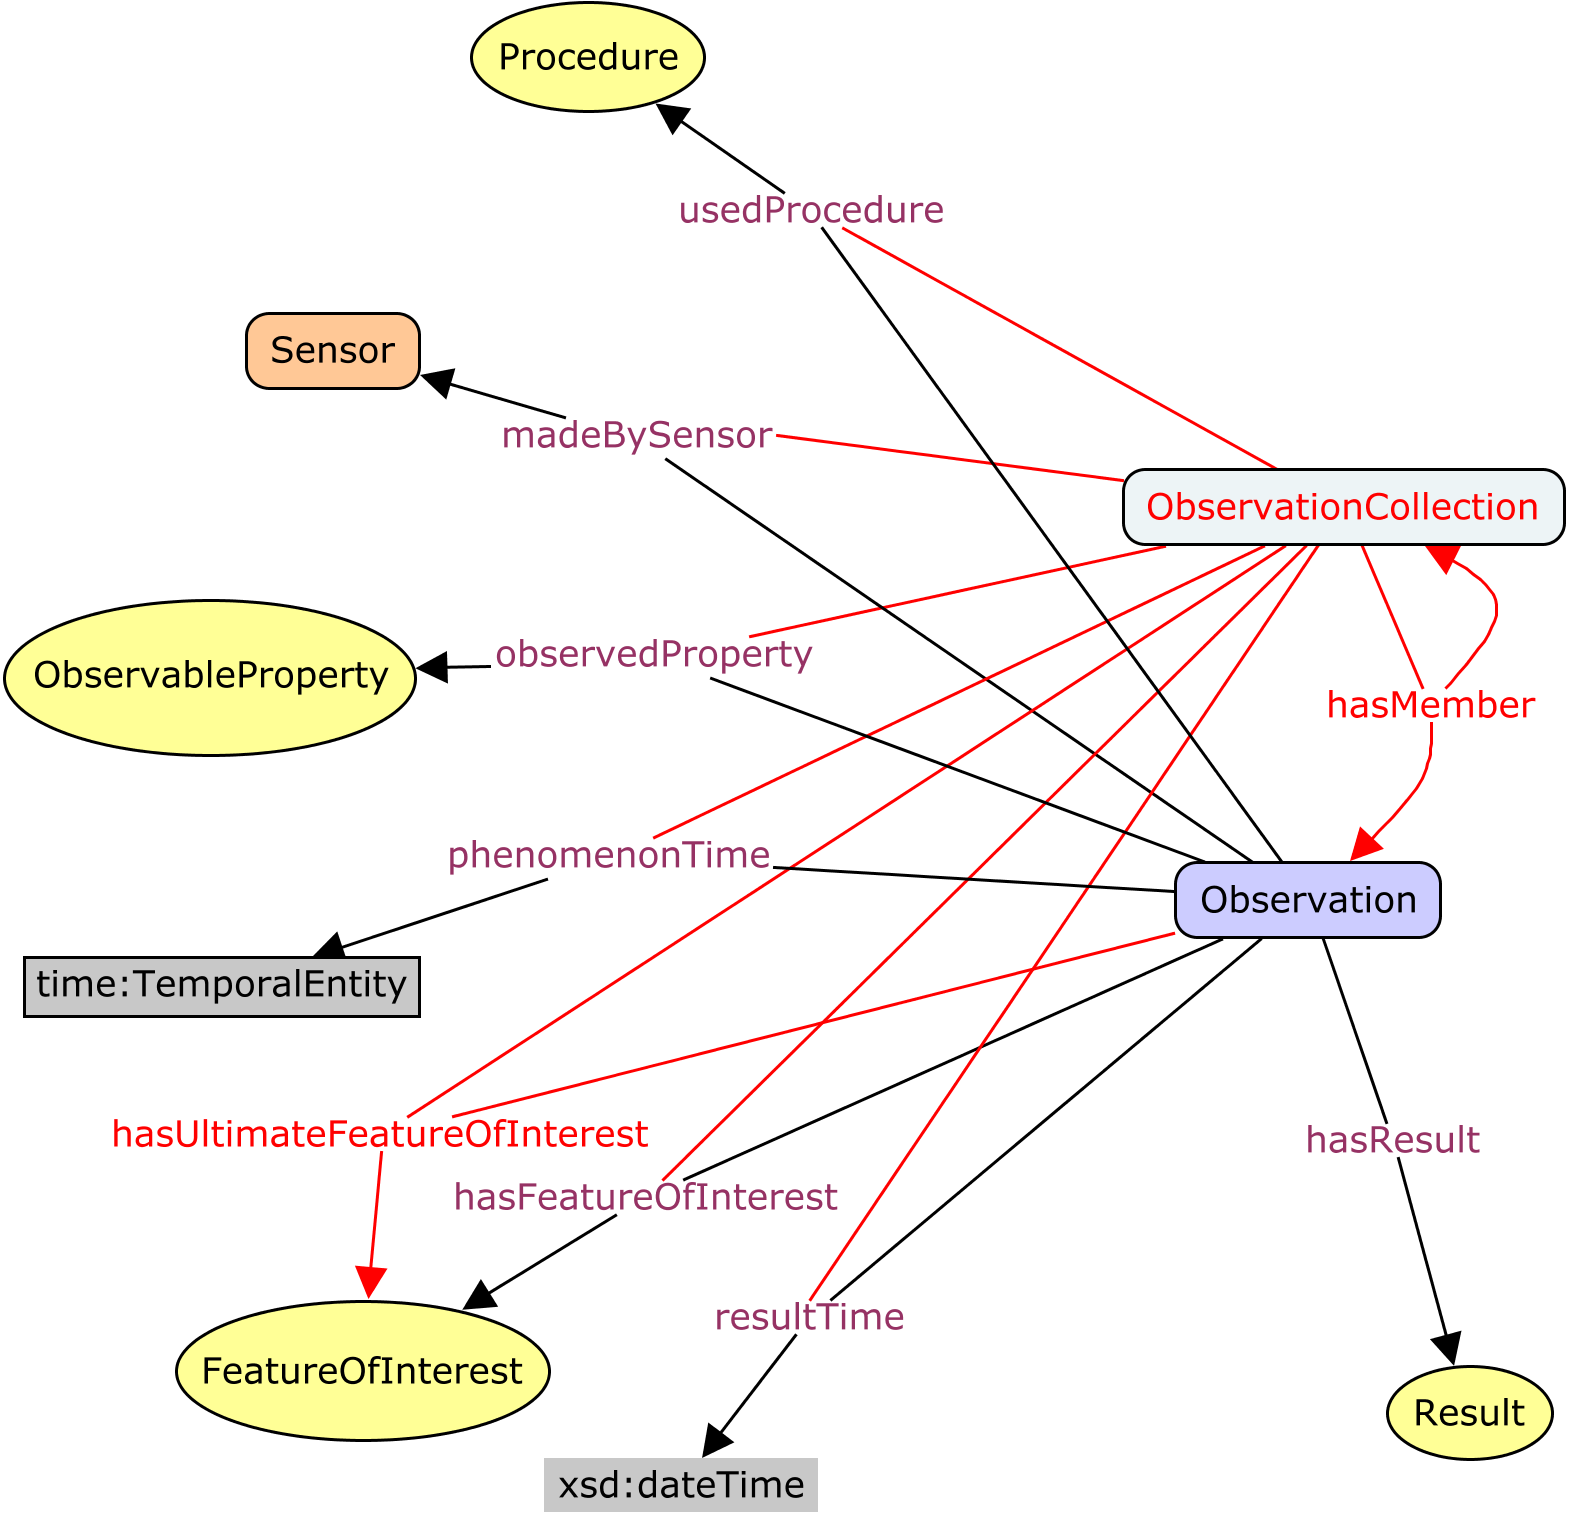 Procedure
usedProcedure
Sensor
madeBySensor
ObservationCollection
ObservableProperty
observedProperty
hasMember
phenomenonTime
Observation
time:TemporalEntity
hasUltimateFeatureOfInterest
hasResult
hasFeatureOfInterest
resultTime
FeatureOfInterest
Result
xsd:dateTime